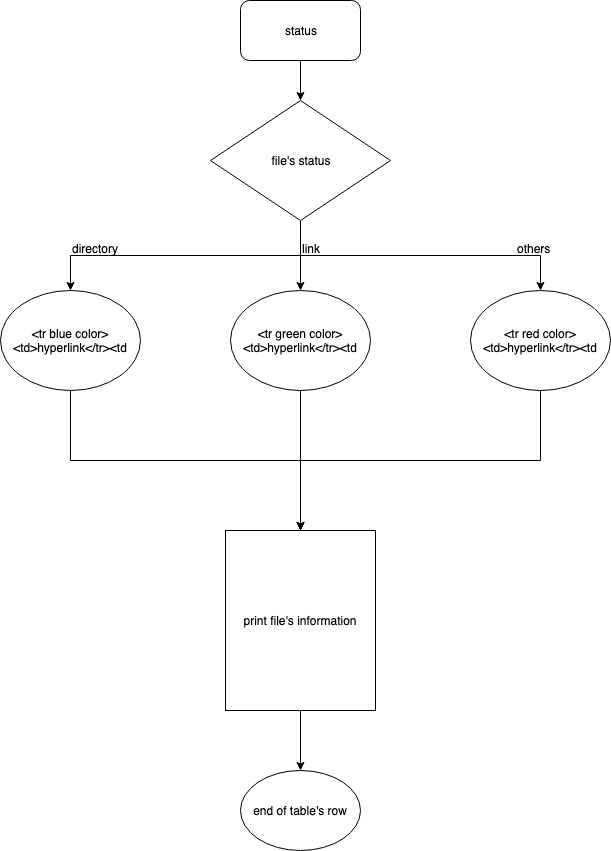 status
file's status
directory
link
others
<tr blue color>
<td>hyperlink</tr><td
<tr green color>
<td>hyperlink</tr><td
<tr red color>
<td>hyperlink</tr><td
print file's information
end of table's row